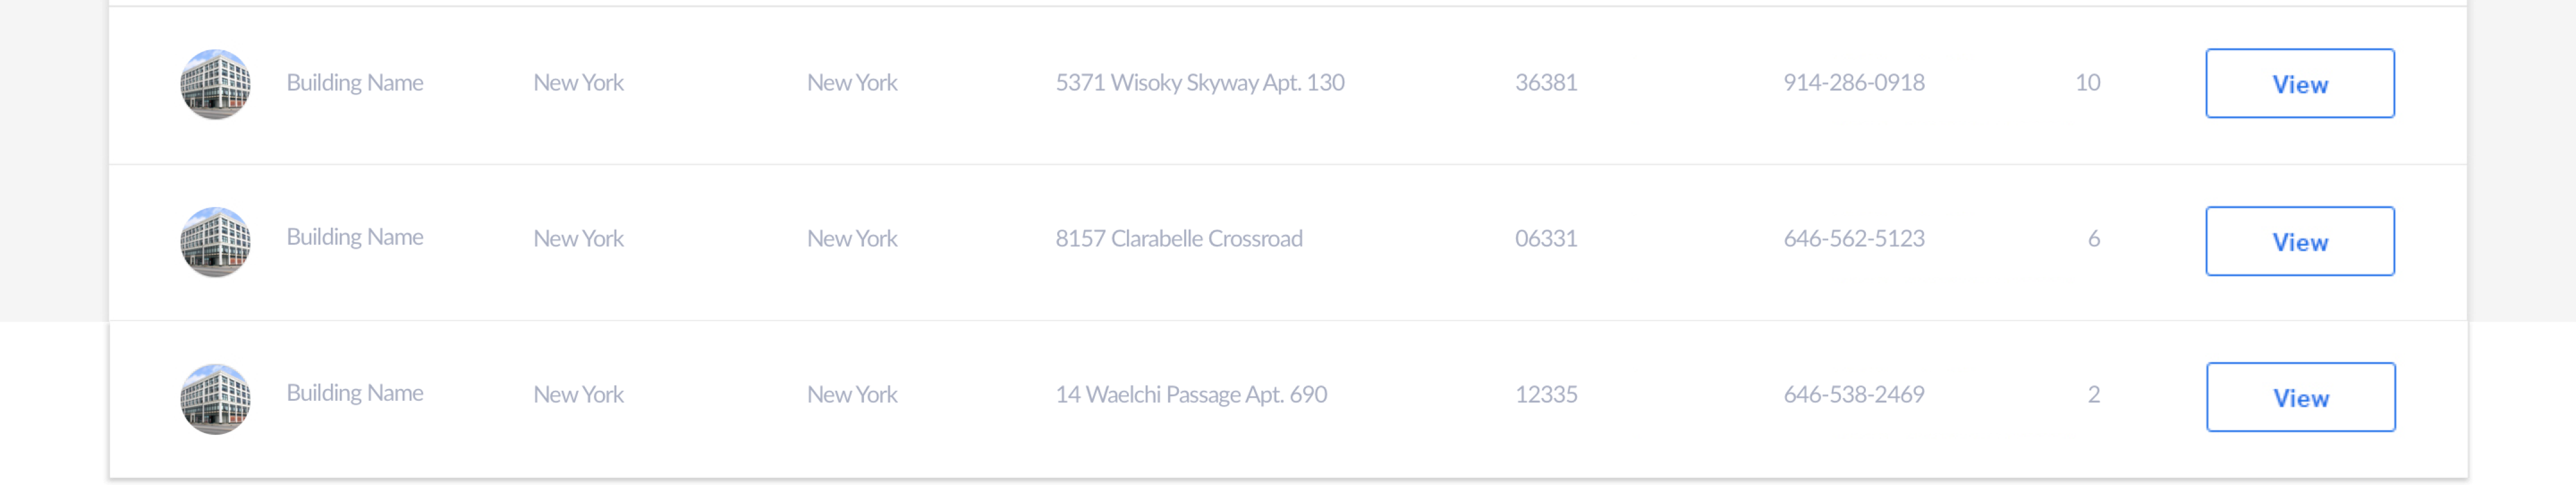 Building Name New York New York 5371 Wisoky Skyway Apt. 130 36381 914-286-0918 10 View
Building Name New York New York 8157 Clarabelle Crossroad 06331 646-562-5123 6 View
Building Name New York New York 14 Waelchi Passage Apt. 690 12335 646-538-2469 2 View